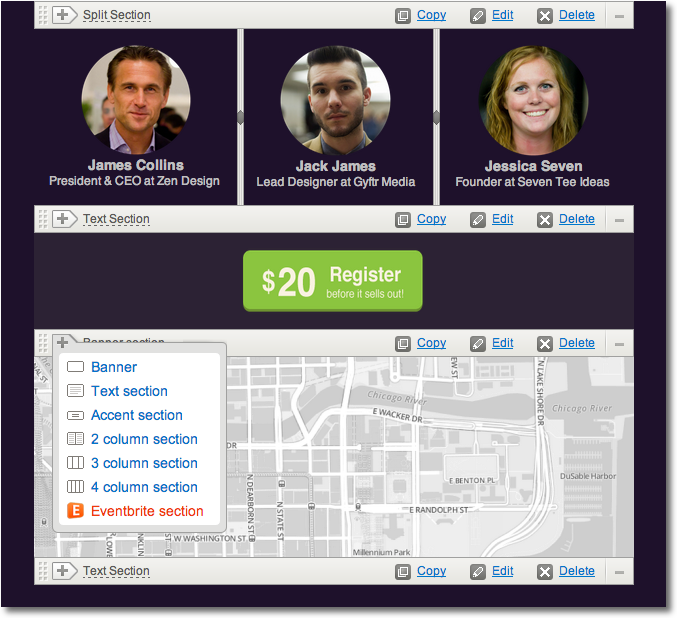 Split Section Copy Edit Delete
James Collins
President & CEO at Zen Design
Jack James
Lead Designer at Gyftr Media
Jessica Seven
Founder at Seven Tee Ideas
Text Section Copy Edit Delete
$20 Register
before it sells out!
Banner section Copy Edit Delete
Banner
Text section
Accent section
2 column section
3 column section
4 column section
E Eventbrite section
Chicago River
E WACKER DR
Chicago River
N LAKE SHORE DR
DR
E BENTON PL
DuSable Harbor
N DEARBORN ST
N STATE ST
E RANDOLPH ST
W WASHINGTON ST
Millennium Park
Text Section Copy Edit Delete